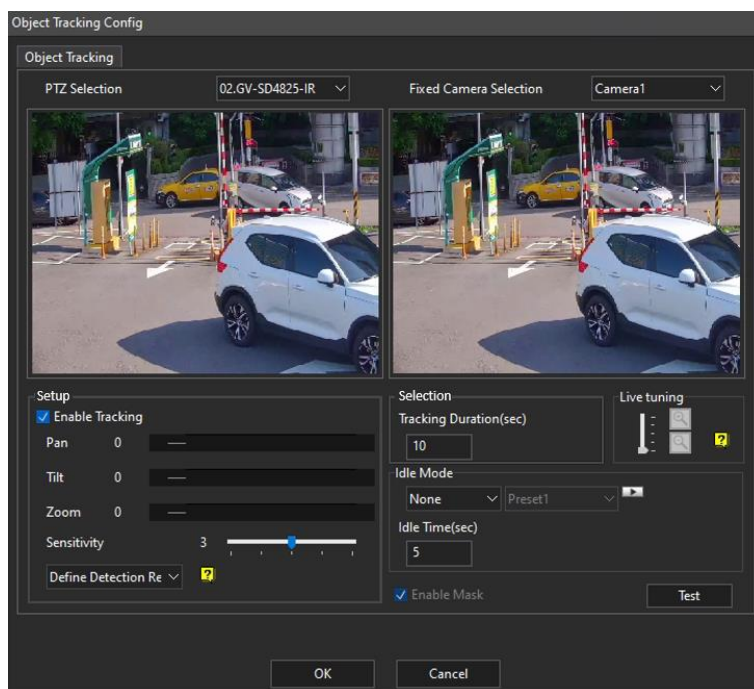 Object Tracking Config
Object Tracking
PTZ Selection 02.GV-SD4825-IR Fixed Camera Selection Camera1
Setup
Enable Tracking
Pan 0
Tilt 0
Zoom 0
Sensitivity 3
Define Detection Re
?
Selection
Tracking Duration(sec)
10
Live tuning
?
Idle Mode
None Preset1
Idle Time(sec)
5
Enable Mask
Test
OK Cancel